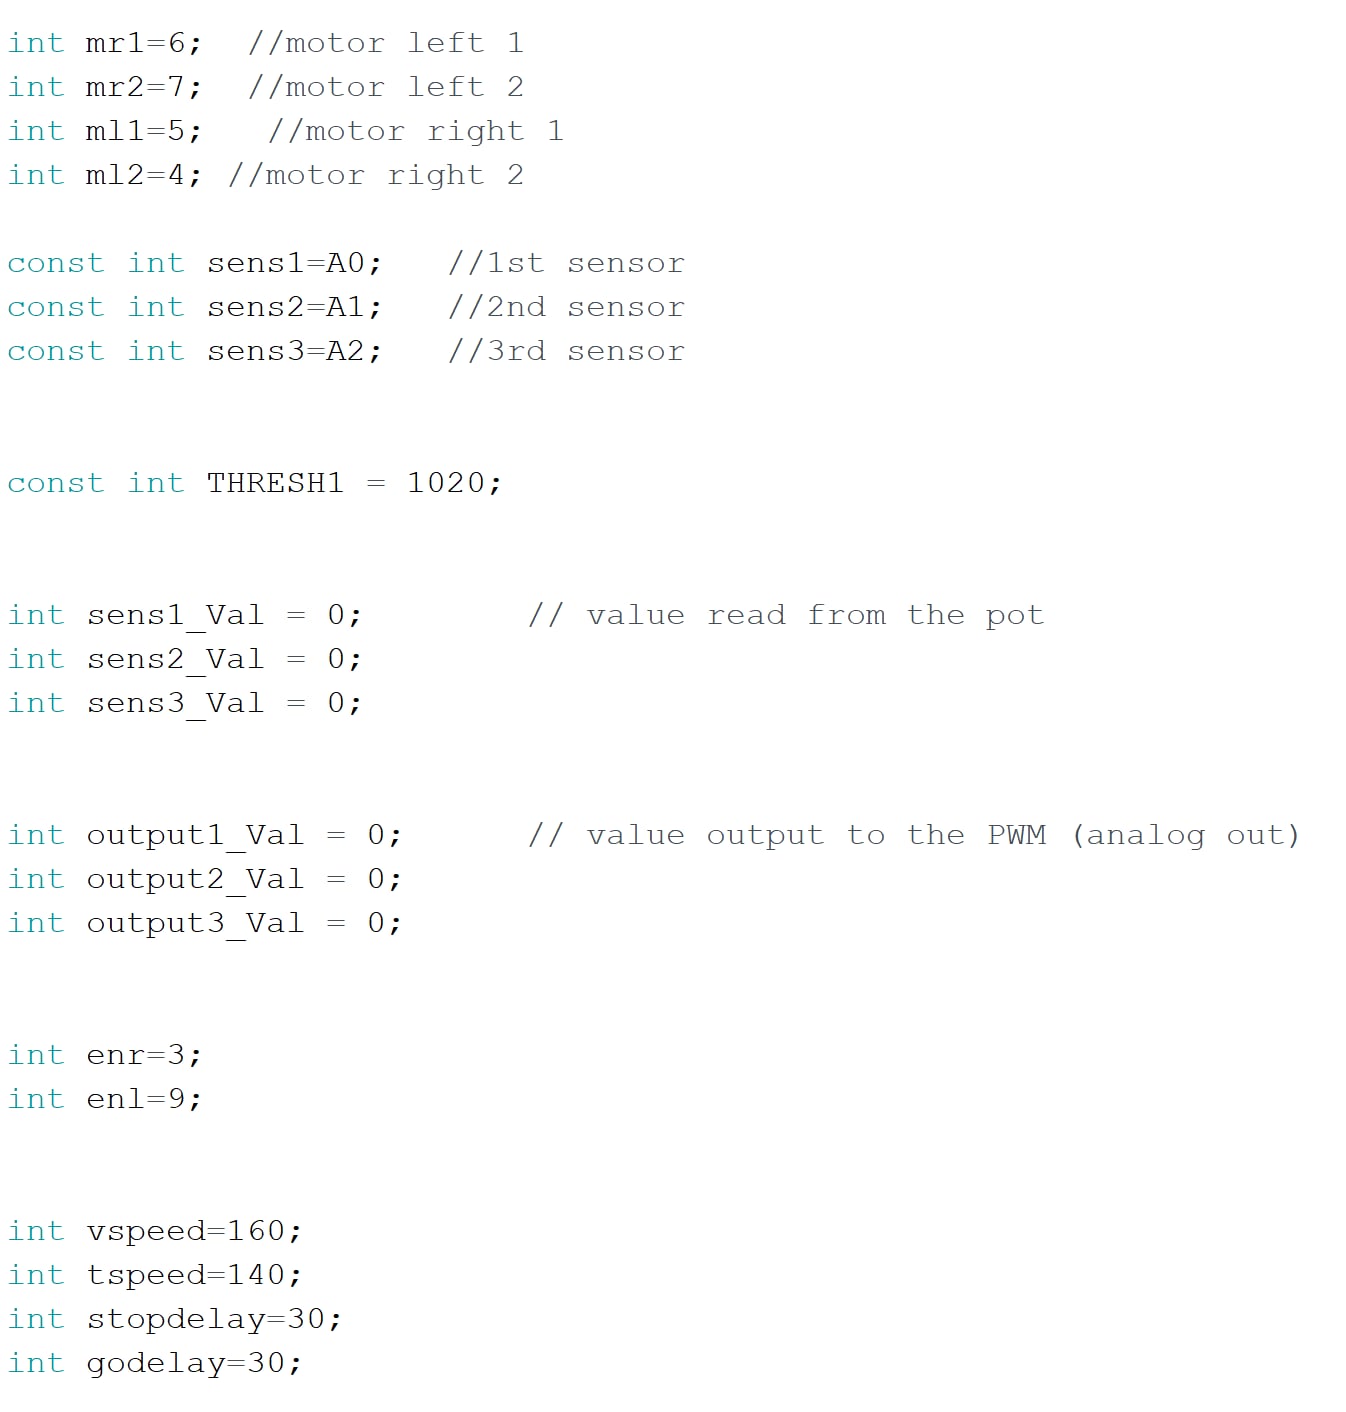 int mr1=6;  //motor left 1
int mr2=7;  //motor left 2
int ml1=5;   //motor right 1
int ml2=4; //motor right 2
const int sens1=A0;   //1st sensor
const int sens2=A1;   //2nd sensor
const int sens3=A2;   //3rd sensor
const int THRESH1 = 1020;
int sens1_Val = 0;        // value read from the pot
int sens2_Val = 0;
int sens3_Val = 0;
int output1_Val = 0;      // value output to the PWM (analog out)
int output2_Val = 0;
int output3_Val = 0;
int enr=3;
int enl=9;
int vspeed=160;
int tspeed=140;
int stopdelay=30;
int godelay=30;